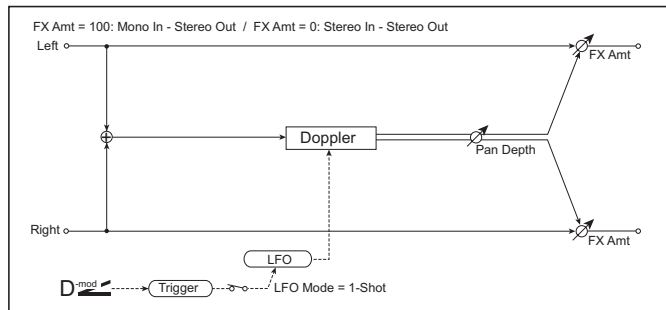 FX Amt = 100: Mono In - Stereo Out / FX Amt = 0: Stereo In - Stereo Out
Left
FX Amt
Doppler
Pan Depth
Right
FX Amt
LFO
D-mod
Trigger
LFO Mode = 1-Shot